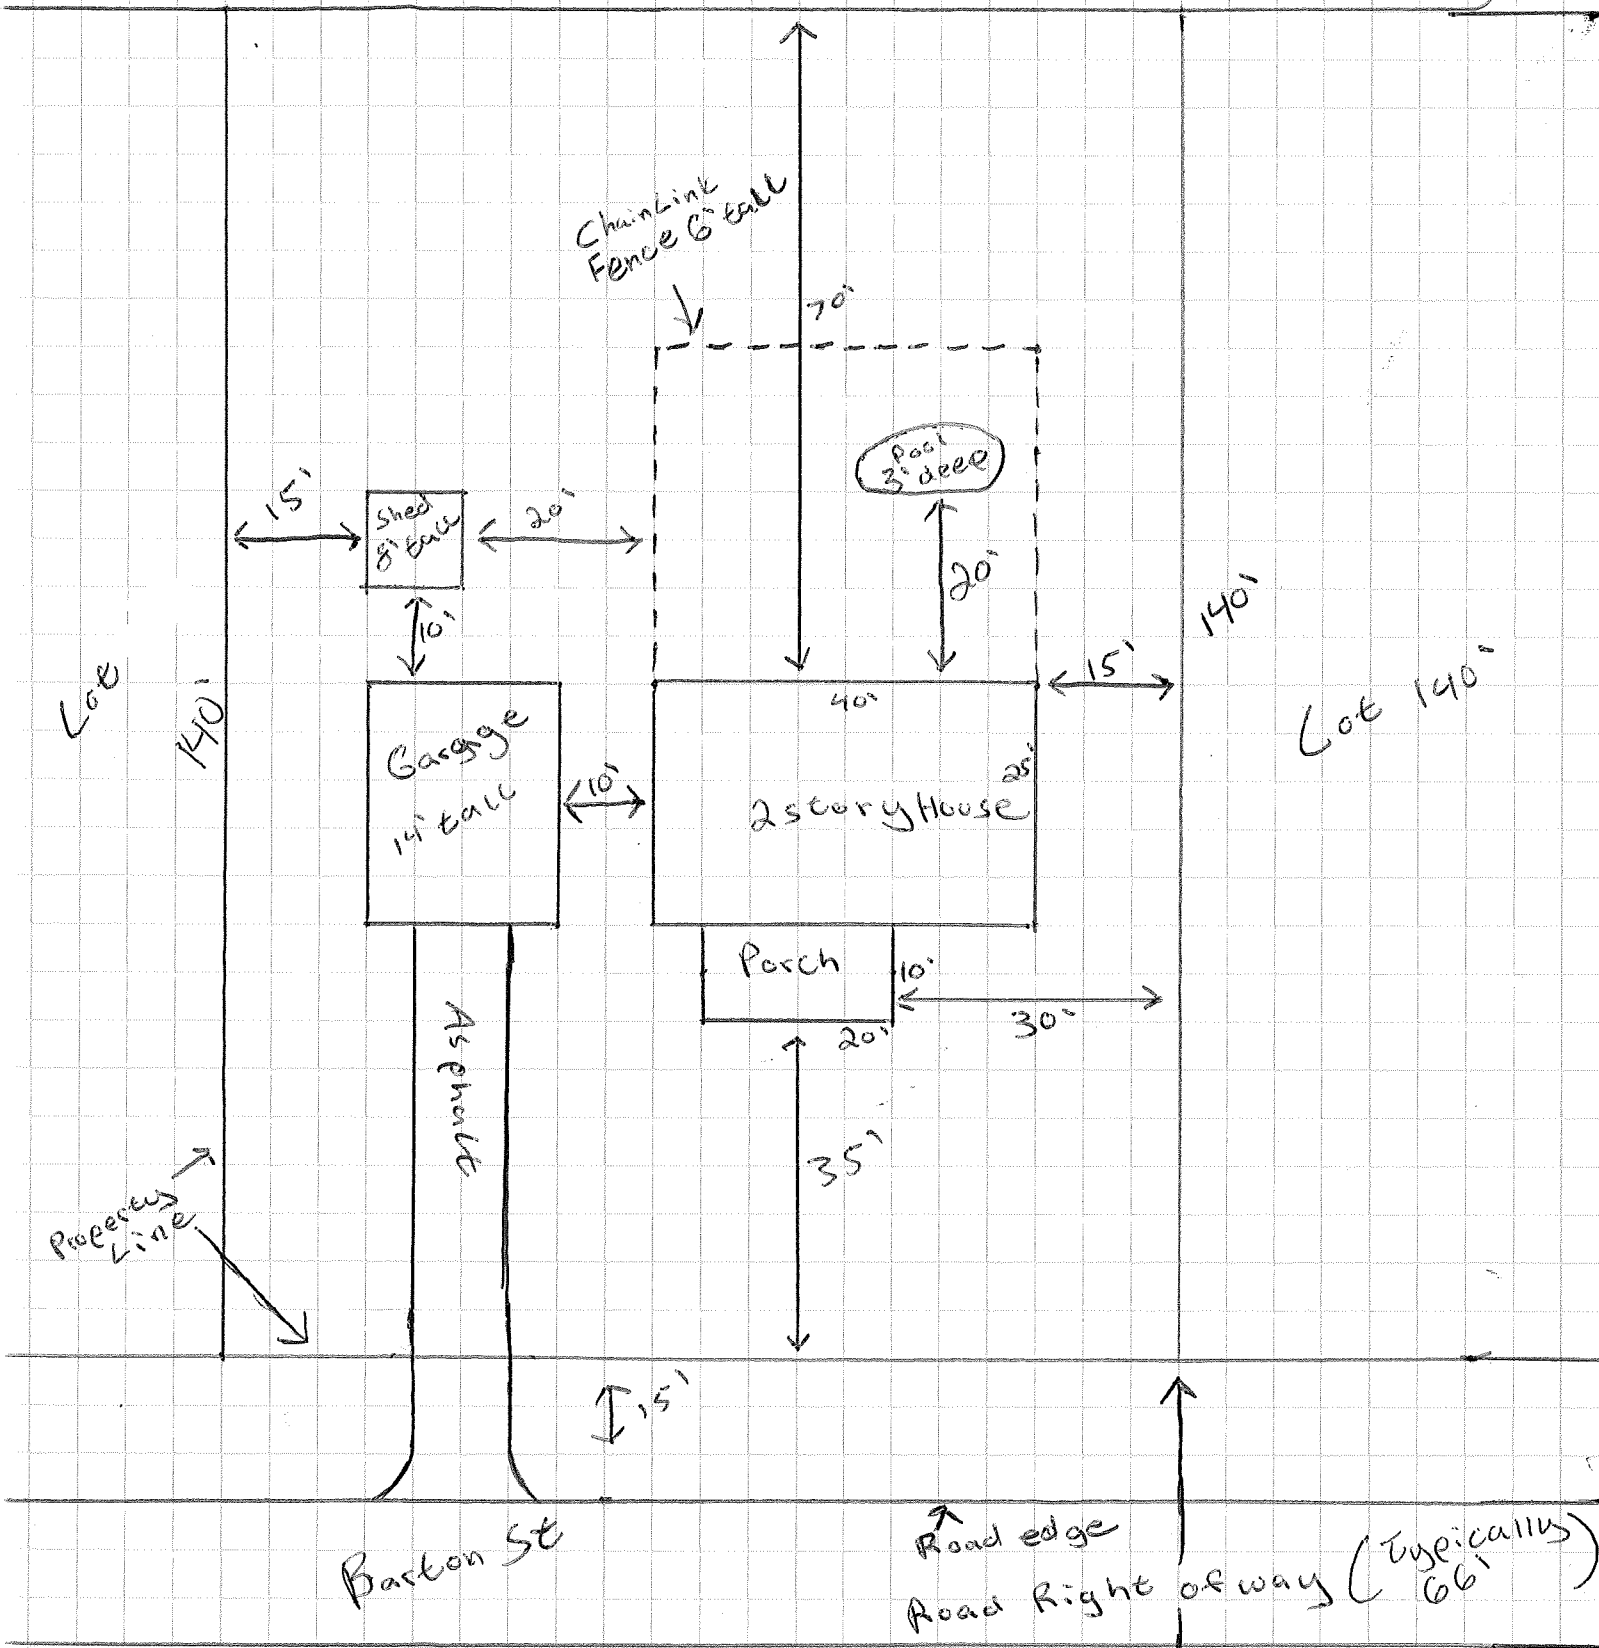 ChainLink
Fence 6' tall
70'
Pool
3' deep
15'
Shed
8' tall
20'
20'
10'
140'
Lot
140'
15'
Lot 140'
40'
Garage
14' tall
10'
25'
2 story House
Porch
10'
30'
20'
Asphalt
35'
Property
Line
15'
Barton St
Road edge
Road Right of way (Typically
66')